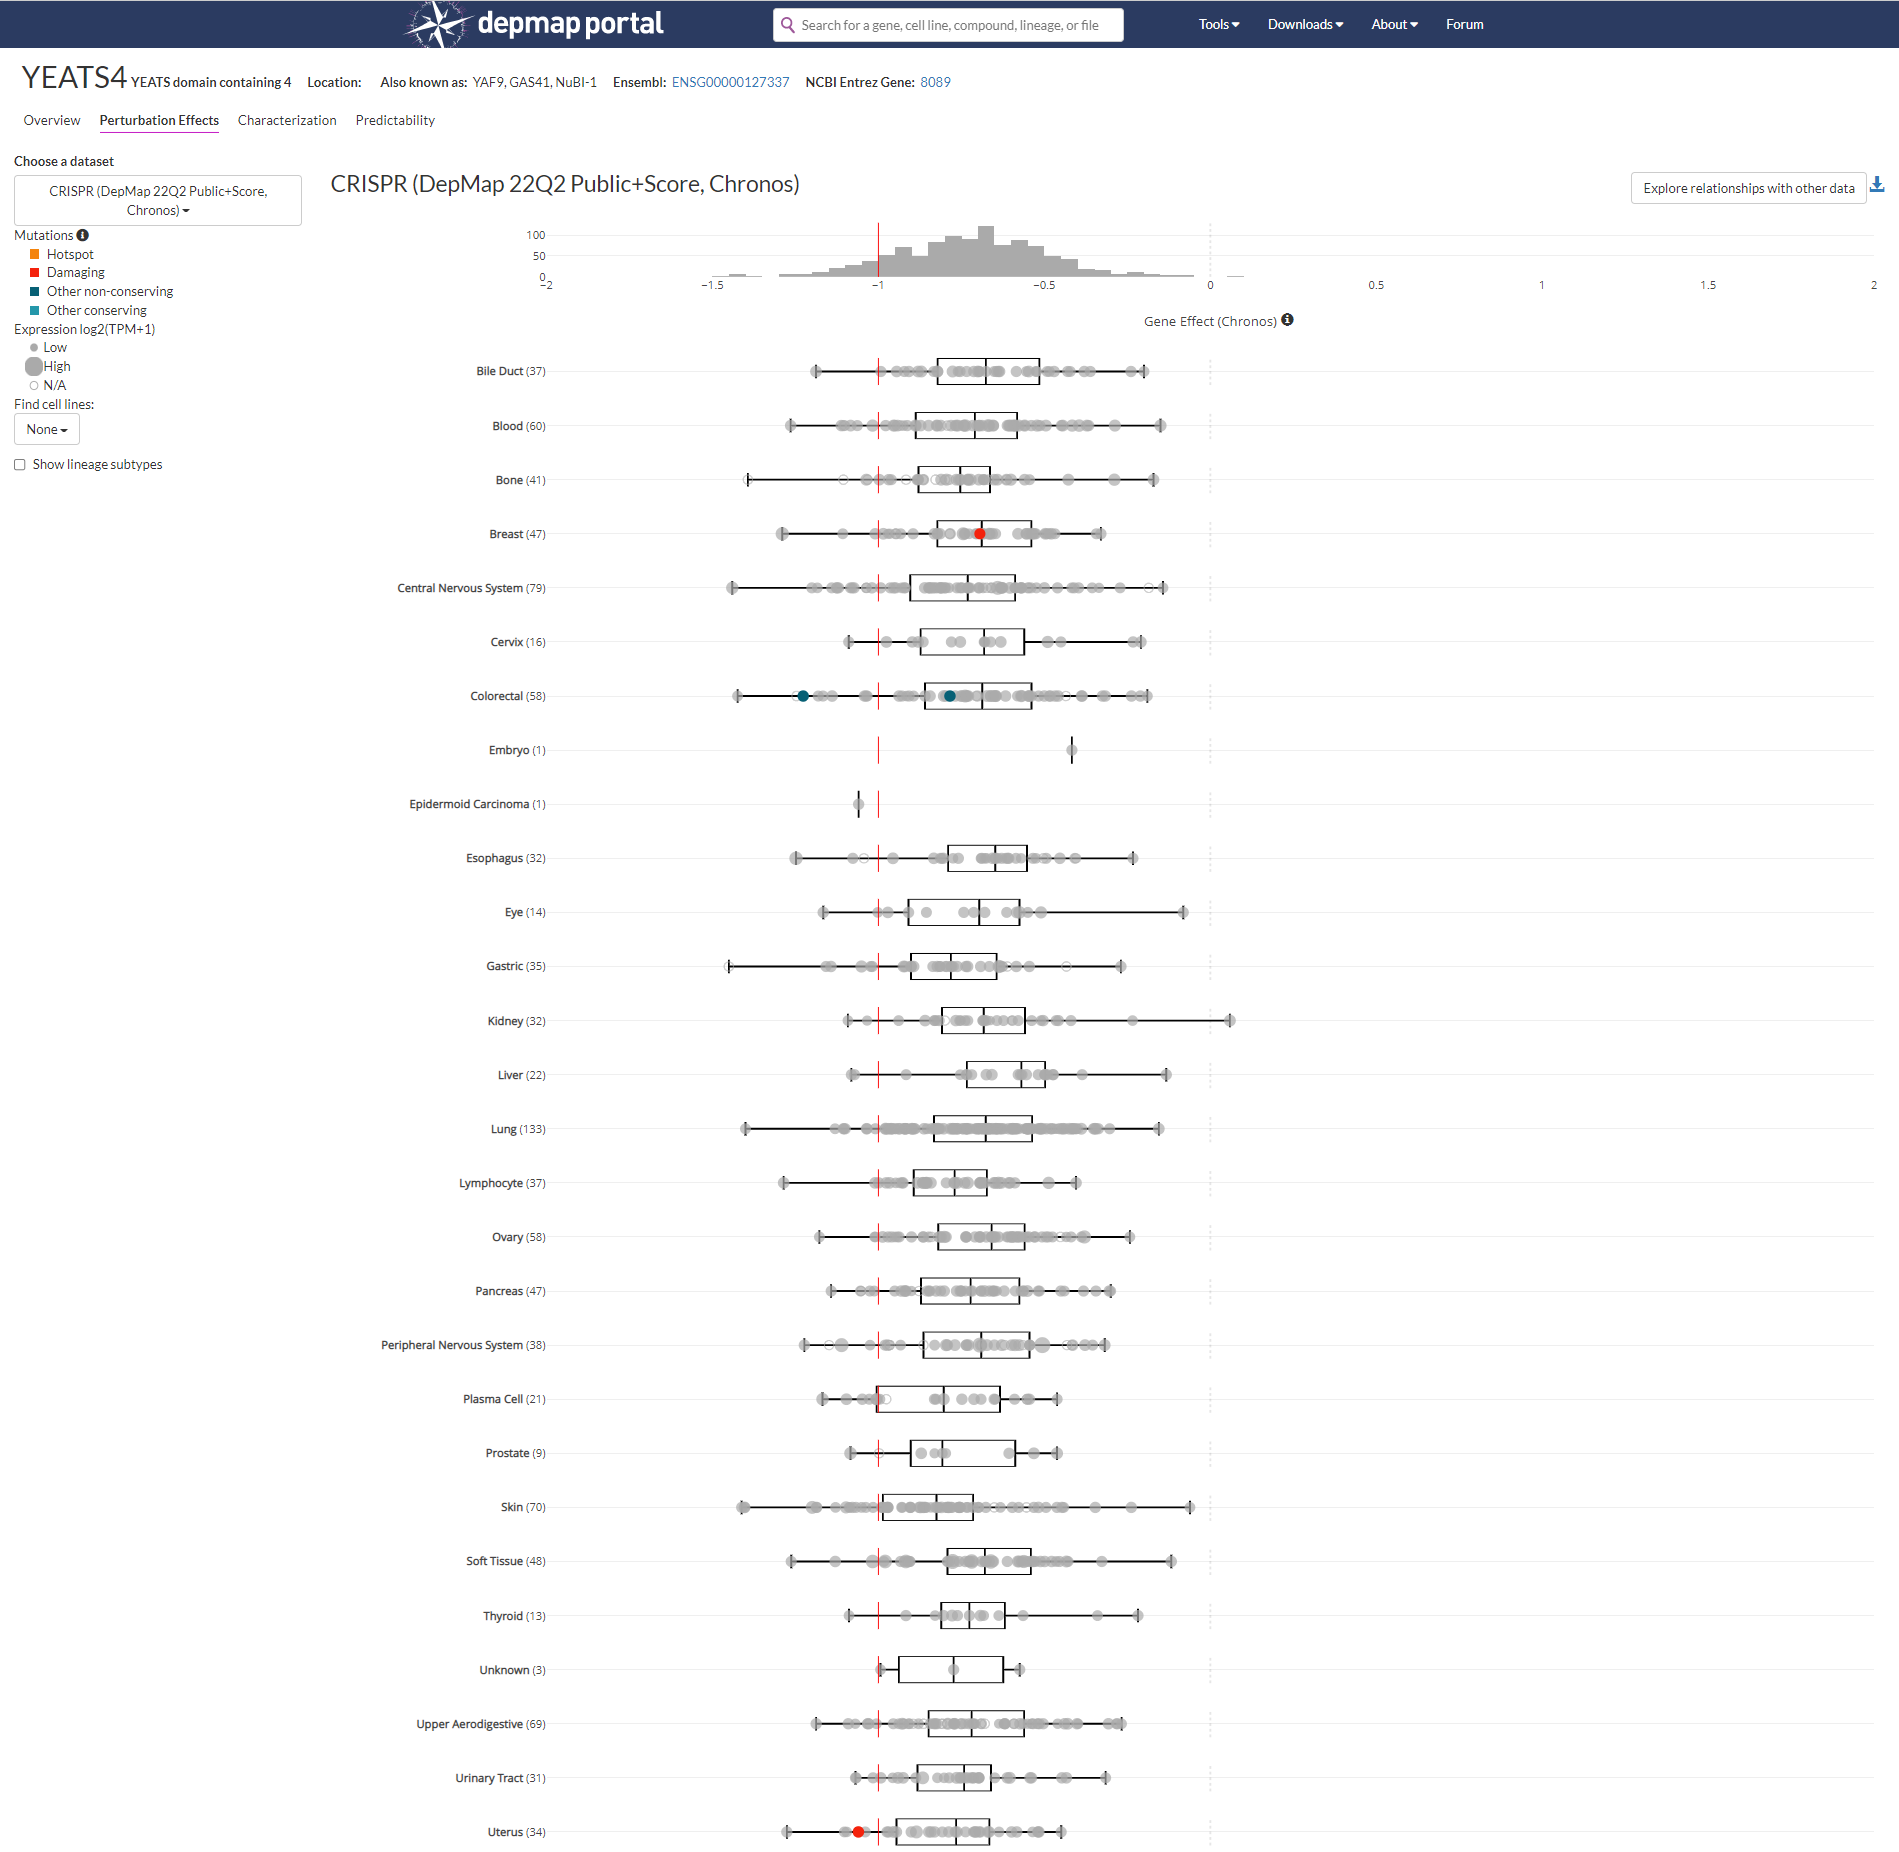 depmap portal
Search for a gene, cell line, compound, lineage, or file
Tools Downloads About Forum
YEATS4 YEATS domain containing 4 Location: Also known as: YAF9, GAS41, NuBI-1 Ensembl: ENSG00000127337 NCBI Entrez Gene: 8089
Overview Perturbation Effects Characterization Predictability
Choose a dataset
CRISPR (DepMap 22Q2 Public+Score,
Chronos)
Mutations
Hotspot
Damaging
Other non-conserving
Other conserving
Expression log2(TPM+1)
Low
High
N/A
Find cell lines:
None
Show lineage subtypes
CRISPR (DepMap 22Q2 Public+Score, Chronos)
Explore relationships with other data
100
50
0
−2 −1.5 −1 −0.5 0 0.5 1 1.5 2
Gene Effect (Chronos)
Bile Duct (37)
Blood (60)
Bone (41)
Breast (47)
Central Nervous System (79)
Cervix (16)
Colorectal (58)
Embryo (1)
Epidermoid Carcinoma (1)
Esophagus (32)
Eye (14)
Gastric (35)
Kidney (32)
Liver (22)
Lung (133)
Lymphocyte (37)
Ovary (58)
Pancreas (47)
Peripheral Nervous System (38)
Plasma Cell (21)
Prostate (9)
Skin (70)
Soft Tissue (48)
Thyroid (13)
Unknown (3)
Upper Aerodigestive (69)
Urinary Tract (31)
Uterus (34)